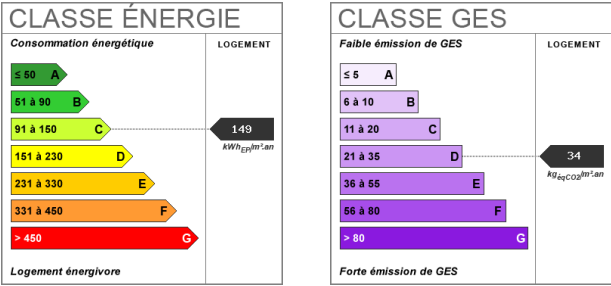 CLASSE ÉNERGIE
Consommation énergétique
LOGEMENT
≤ 50 A
51 à 90 B
91 à 150 C
149
kWhEP/m².an
151 à 230 D
231 à 330 E
331 à 450 F
> 450 G
Logement énergivore
CLASSE GES
Faible émission de GES
LOGEMENT
≤ 5 A
6 à 10 B
11 à 20 C
21 à 35 D
34
kgéqCO2/m².an
36 à 55 E
56 à 80 F
> 80 G
Forte émission de GES